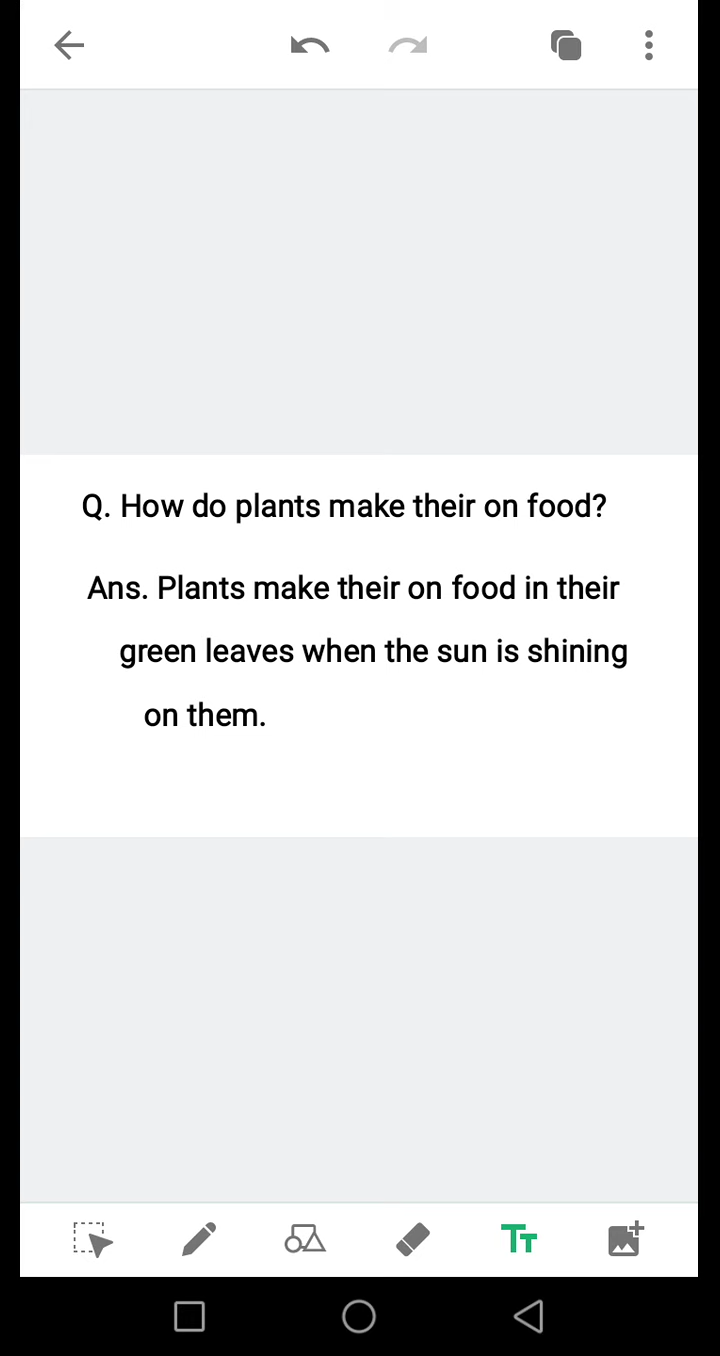 Q. How do plants make their on food?
Ans. Plants make their on food in their
green leaves when the sun is shining
on them.